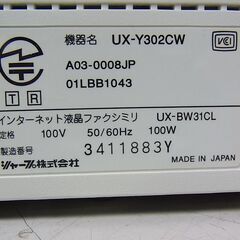 機器名 UX-Y302CW
VCCI
A03-0008JP
T R 01LBB1043
インターネット液晶ファクシミリ UX-BW31CL
定格 100V 50/60Hz 100W
製造番号 3411883Y
シャープ株式会社 MADE IN JAPAN